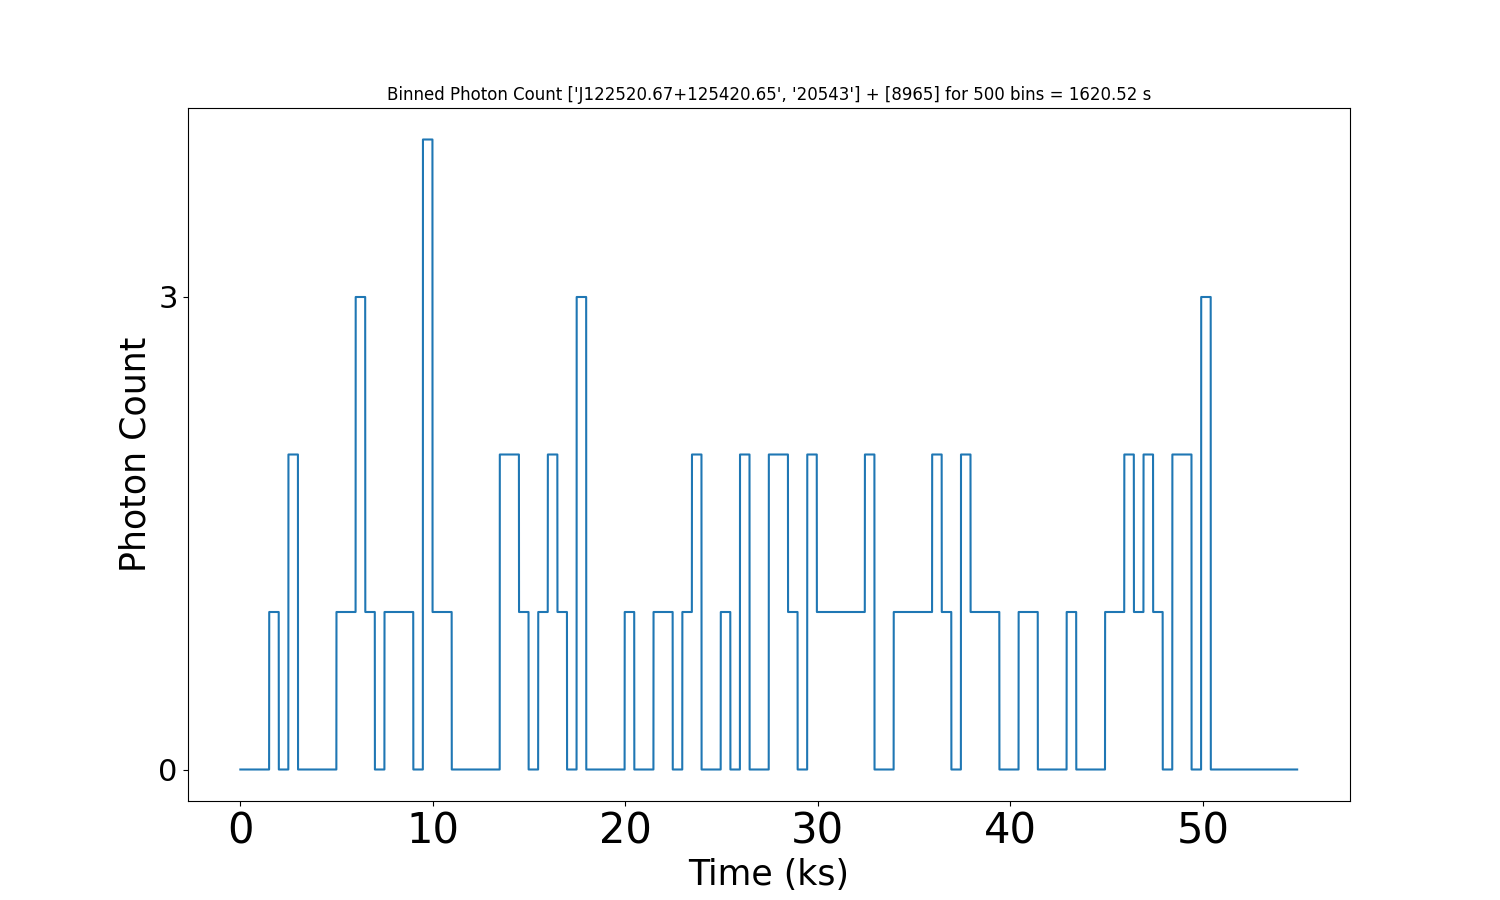 Binned Photon Count ['J122520.67+125420.65', '20543'] + [8965] for 500 bins = 1620.52 s
3
0
Photon Count
0 10 20 30 40 50
Time (ks)